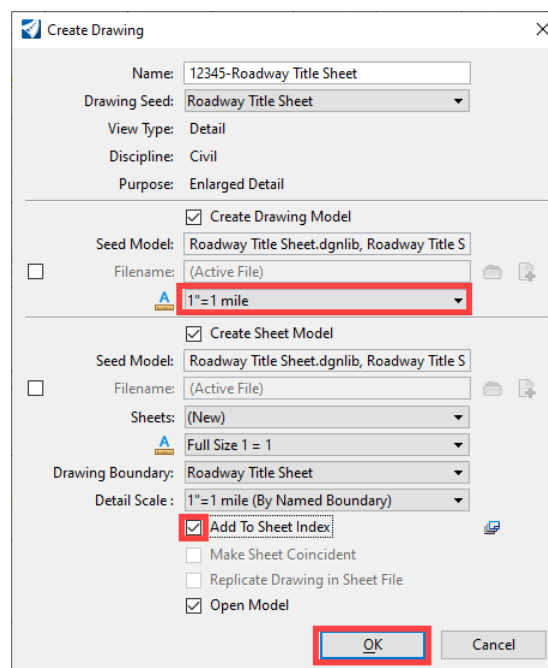 Create Drawing
Name: 12345-Roadway Title Sheet
Drawing Seed: Roadway Title Sheet
View Type: Detail
Discipline: Civil
Purpose: Enlarged Detail
Create Drawing Model
Seed Model: Roadway Title Sheet.dgnlib, Roadway Title S
Filename: (Active File)
A 1"=1 mile
Create Sheet Model
Seed Model: Roadway Title Sheet.dgnlib, Roadway Title S
Filename: (Active File)
Sheets: (New)
A Full Size 1 = 1
Drawing Boundary: Roadway Title Sheet
Detail Scale : 1"=1 mile (By Named Boundary)
Add To Sheet Index
Make Sheet Coincident
Replicate Drawing in Sheet File
Open Model
OK Cancel